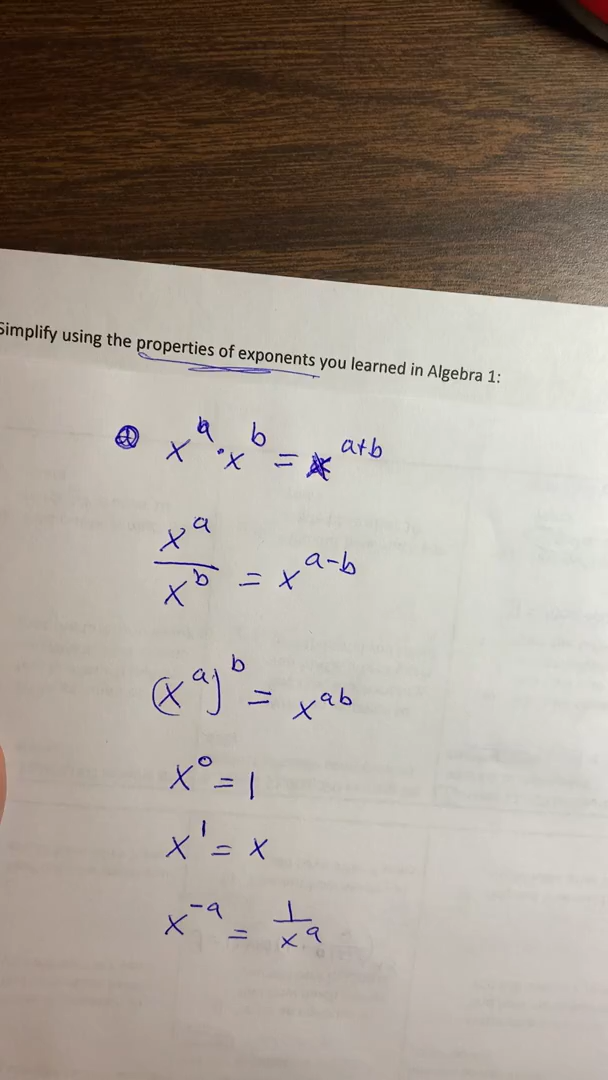 Simplify using the properties of exponents you learned in Algebra 1:
x^a · x^b = x^{a+b}
x^a / x^b = x^{a-b}
(x^a)^b = x^{ab}
x^0 = 1
x^1 = x
x^{-a} = 1 / x^a